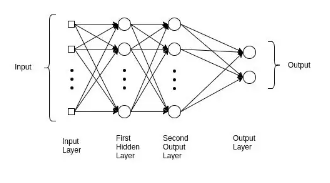 Input
Output
Input
Layer
First
Hidden
Layer
Second
Output
Layer
Output
Layer